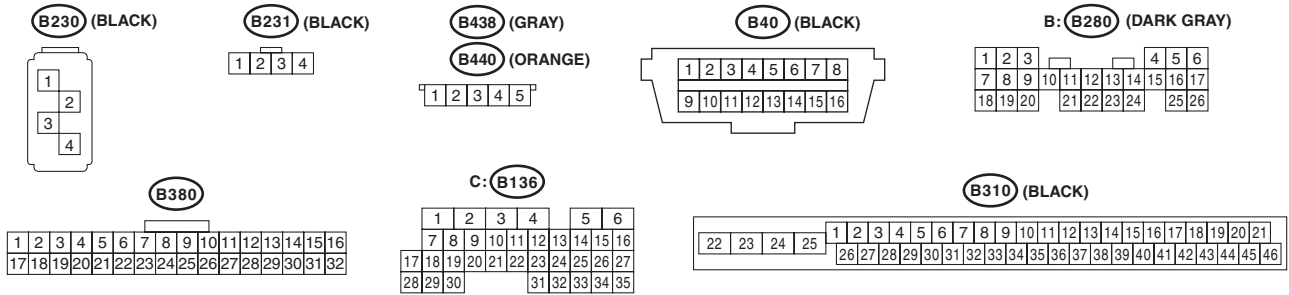 B230 (BLACK)
1
2
3
4
B231 (BLACK)
1 2 3 4
B438 (GRAY)
B440 (ORANGE)
1 2 3 4 5
B40 (BLACK)
1 2 3 4 5 6 7 8
9 10 11 12 13 14 15 16
B: B280 (DARK GRAY)
1 2 3 4 5 6
7 8 9 10 11 12 13 14 15 16 17
18 19 20 21 22 23 24 25 26
B380
1 2 3 4 5 6 7 8 9 10 11 12 13 14 15 16
17 18 19 20 21 22 23 24 25 26 27 28 29 30 31 32
C: B136
1 2 3 4 5 6
7 8 9 10 11 12 13 14 15 16
17 18 19 20 21 22 23 24 25 26 27
28 29 30 31 32 33 34 35
B310 (BLACK)
22 23 24 25
1 2 3 4 5 6 7 8 9 10 11 12 13 14 15 16 17 18 19 20 21
26 27 28 29 30 31 32 33 34 35 36 37 38 39 40 41 42 43 44 45 46